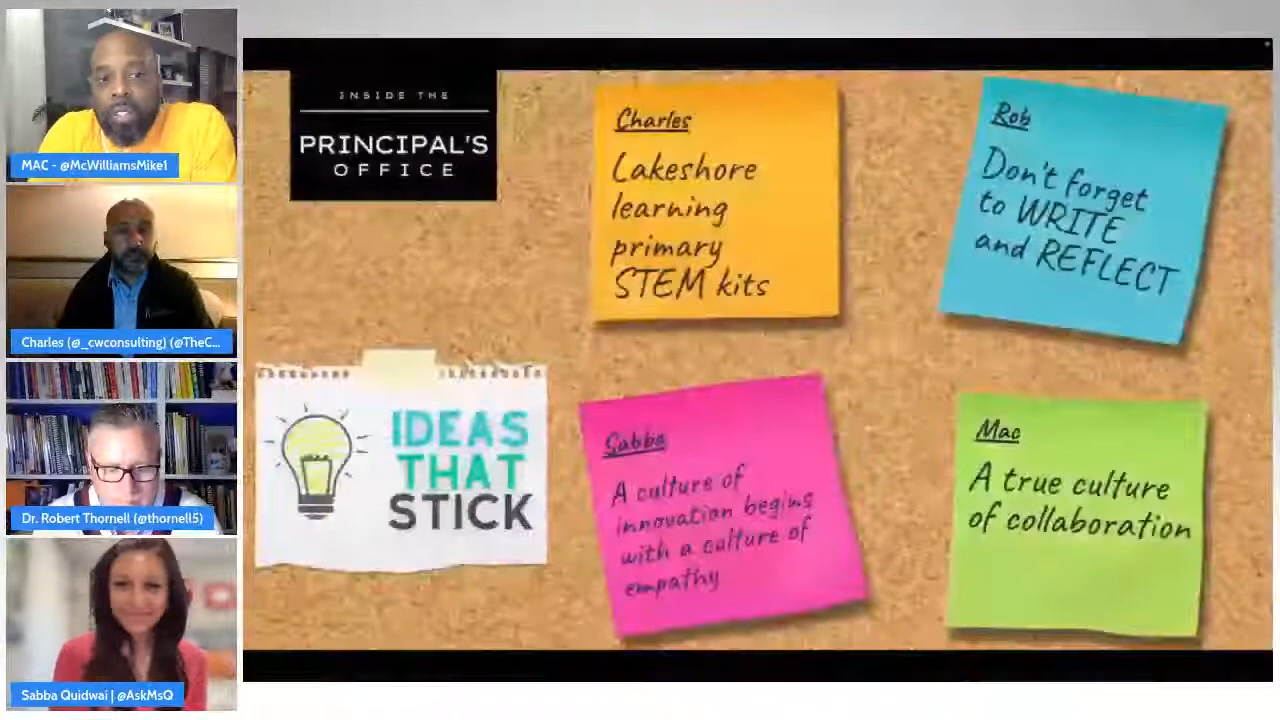 MAC - @McWilliamsMike1
Charles (@_cwconsulting) (@TheC...
Dr. Robert Thornell (@thornell5)
Sabba Quidwai | @AskMsQ
INSIDE THE
PRINCIPAL'S
OFFICE
IDEAS
THAT
STICK
Charles
Lakeshore
learning
primary
STEM kits
Rob
Don't forget
to WRITE
and REFLECT
Sabba
A culture of
innovation begins
with a culture of
empathy
Mac
A true culture
of collaboration